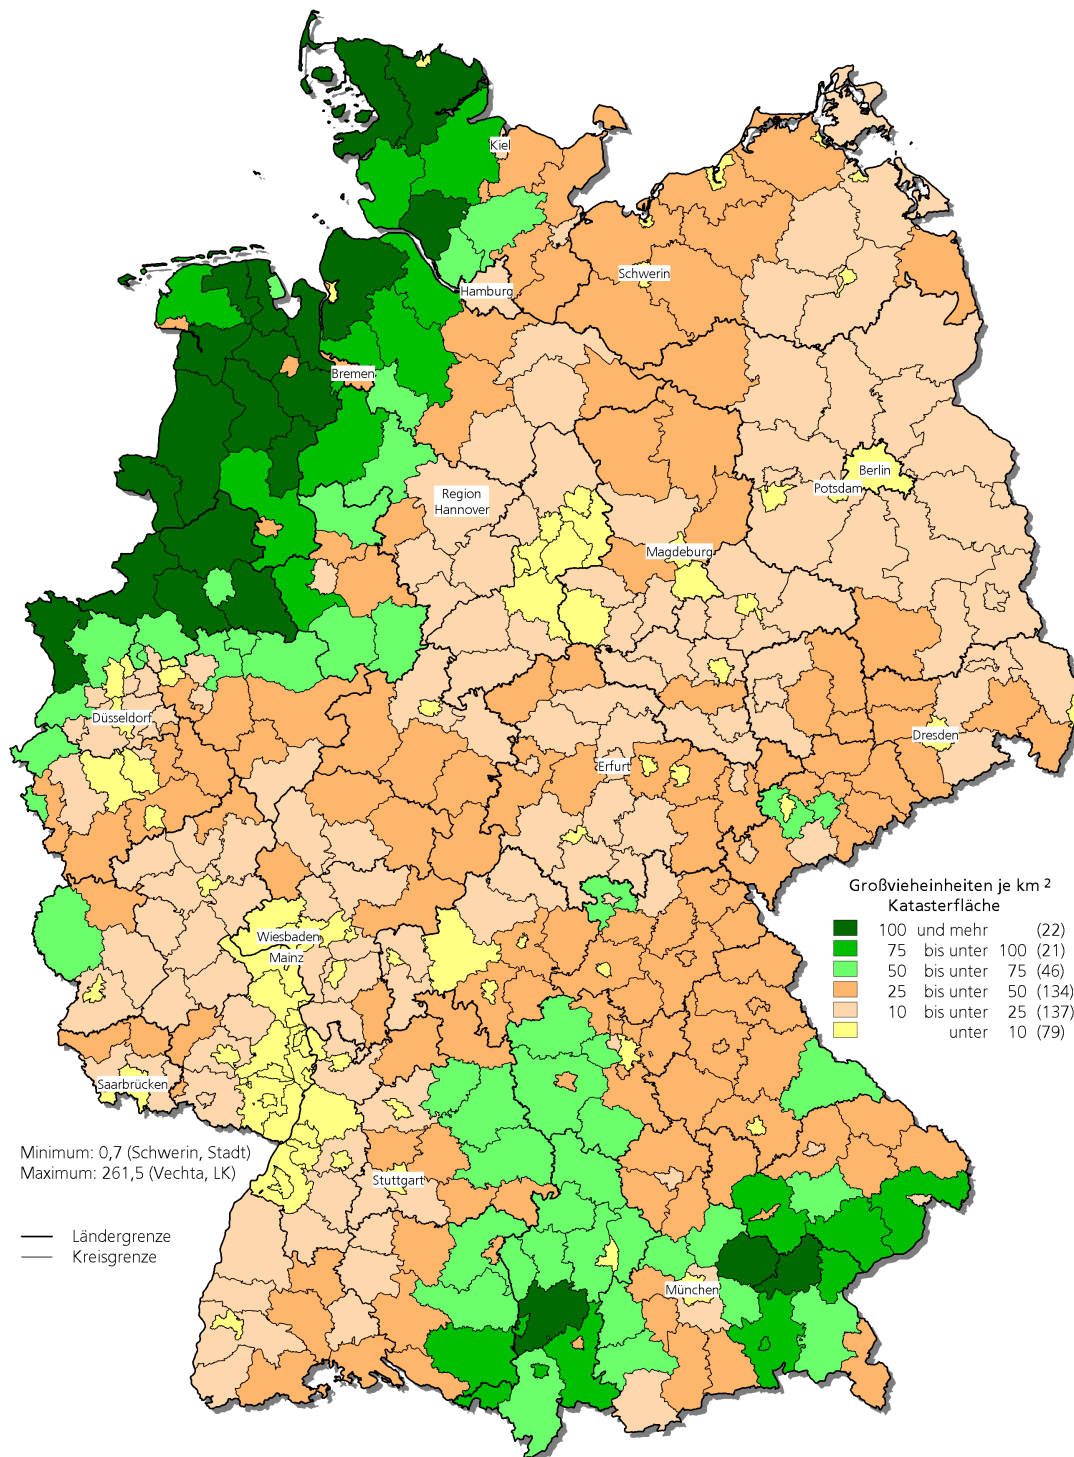 Kiel
Schwerin
Hamburg
Bremen
Berlin
Potsdam
Region
Hannover
Magdeburg
Düsseldorf
Dresden
Erfurt
Großvieheinheiten je km 2
Katasterfläche
100 und mehr (22)
75 bis unter 100 (21)
50 bis unter 75 (46)
25 bis unter 50 (134)
10 bis unter 25 (137)
unter 10 (79)
Wiesbaden
Mainz
Saarbrücken
Minimum: 0,7 (Schwerin, Stadt)
Maximum: 261,5 (Vechta, LK)
Stuttgart
Ländergrenze
Kreisgrenze
München